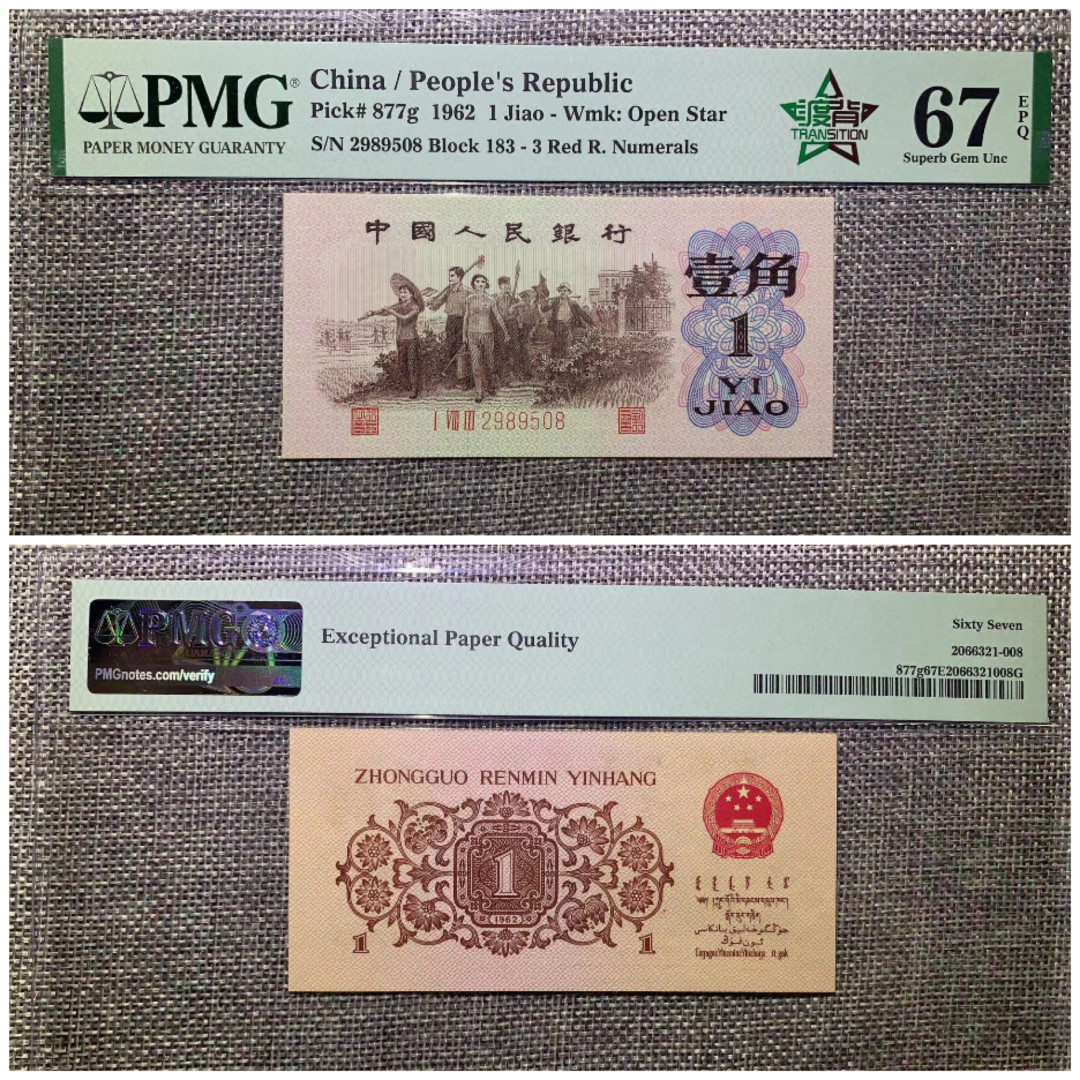 PMG®
PAPER MONEY GUARANTY
China / People's Republic
Pick# 877g 1962 1 Jiao - Wmk: Open Star
S/N 2989508 Block 183 - 3 Red R. Numerals
渡背
TRANSITION
67
EPQ
Superb Gem Unc
中國人民銀行
壹角
1
YI
JIAO
I VIII III 2989508
PMG
PMGnotes.com/verify
Exceptional Paper Quality
Sixty Seven
2066321-008
877g67E2066321008G
ZHONGGUO RENMIN YINHANG
1
(1962)
1 1